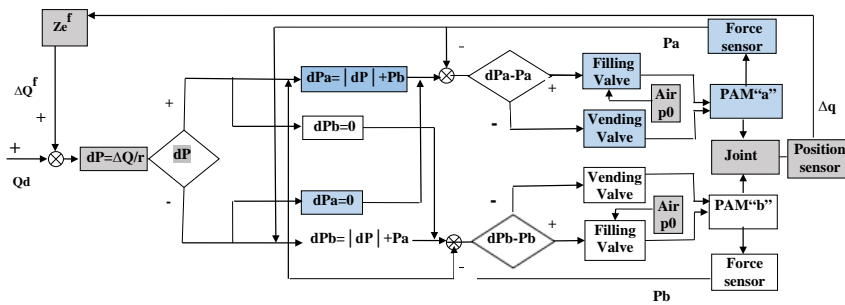 Ze^f
Force
sensor
Pa
-
ΔQ^f
dPa=|dP|+Pb
dPa-Pa
Filling
Valve
+
Air
p0
PAM“a”
Δq
+
+
dPb=0
-
Vending
Valve
+
Qd
dP=ΔQ/r
dP
Joint
Position
sensor
-
dPa=0
-
Vending
Valve
Air
p0
PAM“b”
dPb=|dP|+Pa
dPb-Pb
+
Filling
Valve
-
Force
sensor
Pb